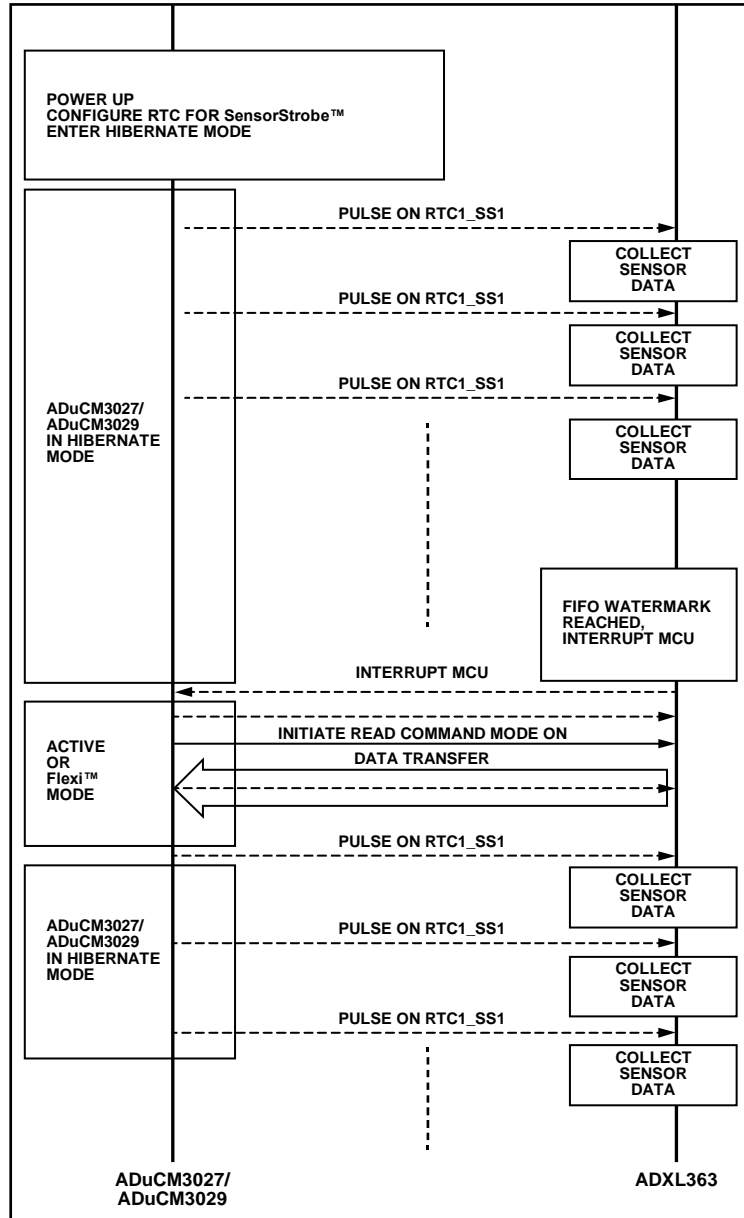 POWER UP
CONFIGURE RTC FOR SensorStrobe™
ENTER HIBERNATE MODE
PULSE ON RTC1_SS1
COLLECT
SENSOR
DATA
PULSE ON RTC1_SS1
COLLECT
SENSOR
DATA
PULSE ON RTC1_SS1
ADuCM3027/
ADuCM3029
IN HIBERNATE
MODE
COLLECT
SENSOR
DATA
FIFO WATERMARK
REACHED,
INTERRUPT MCU
INTERRUPT MCU
ACTIVE
OR
Flexi™
MODE
INITIATE READ COMMAND MODE ON
DATA TRANSFER
PULSE ON RTC1_SS1
COLLECT
SENSOR
DATA
ADuCM3027/
ADuCM3029
IN HIBERNATE
MODE
PULSE ON RTC1_SS1
COLLECT
SENSOR
DATA
PULSE ON RTC1_SS1
COLLECT
SENSOR
DATA
ADuCM3027/
ADuCM3029
ADXL363